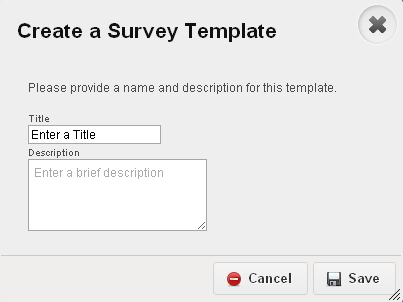 Create a Survey Template
Please provide a name and description for this template.
Title
Enter a Title
Description
Enter a brief description
Cancel
Save